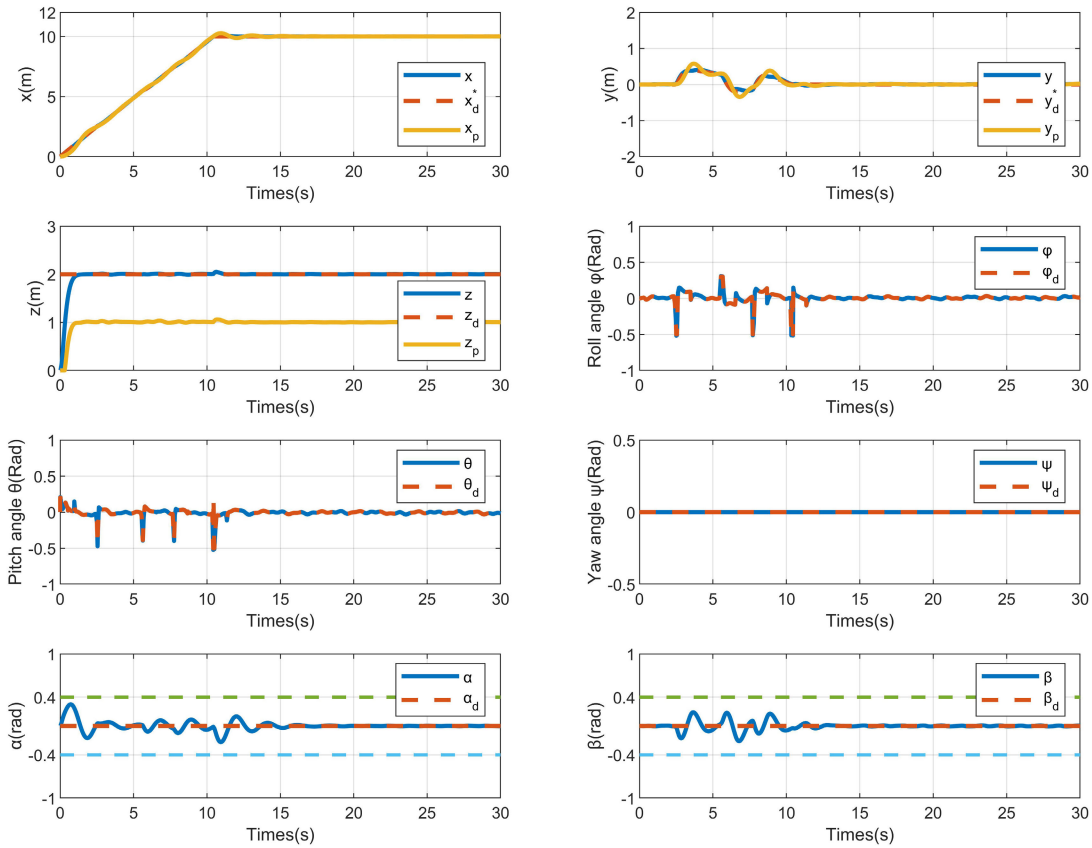 12
10
5
0
x(m)
x
x*d
xp
0 5 10 15 20 25 30
Times(s)
2
1
0
-1
-2
y(m)
y
y*d
yp
0 5 10 15 20 25 30
Times(s)
3
2
1
0
z(m)
z
zd
zp
0 5 10 15 20 25 30
Times(s)
1
0.5
0
-0.5
-1
Roll angle φ(Rad)
φ
φd
0 5 10 15 20 25 30
Times(s)
1
0.5
0
-0.5
-1
Pitch angle θ(Rad)
θ
θd
0 5 10 15 20 25 30
Times(s)
0.5
0
-0.5
Yaw angle ψ(Rad)
ψ
ψd
0 5 10 15 20 25 30
Times(s)
1
0.4
-0.4
-1
α(rad)
α
αd
0 5 10 15 20 25 30
Times(s)
1
0.4
-0.4
-1
β(rad)
β
βd
0 5 10 15 20 25 30
Times(s)